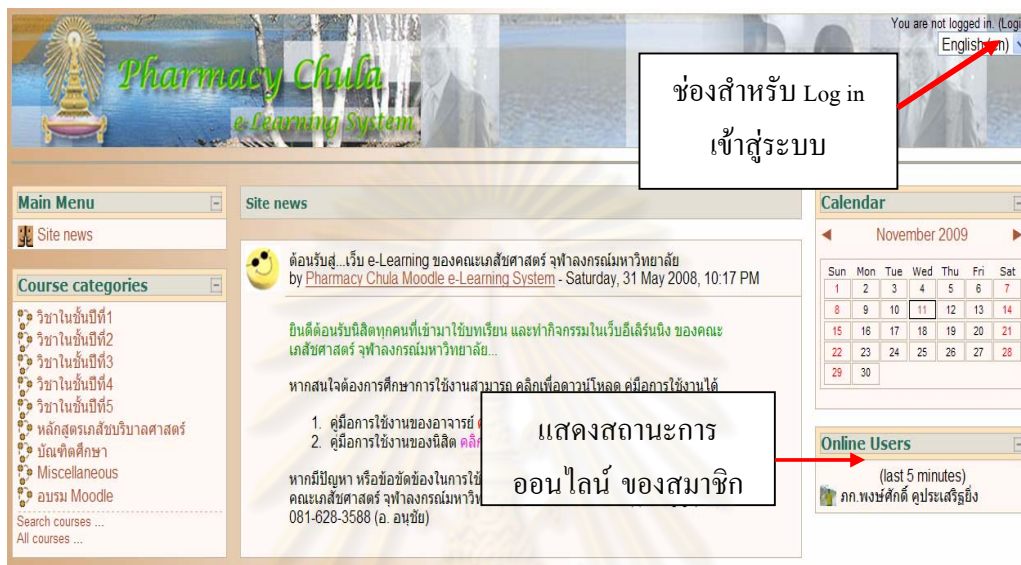 Pharmacy Chula
e-Learning System
You are not logged in. (Logi
English (en)
ช่องสำหรับ Log in
เข้าสู่ระบบ
Main Menu
Site news
Course categories
วิชาในชั้นปีที่1
วิชาในชั้นปีที่2
วิชาในชั้นปีที่3
วิชาในชั้นปีที่4
วิชาในชั้นปีที่5
หลักสูตรเภสัชบริบาลศาสตร์
บัณฑิตศึกษา
Miscellaneous
อบรม Moodle
Search courses ...
All courses ...
Site news
ต้อนรับสู่...เว็บ e-Learning ของคณะเภสัชศาสตร์ จุฬาลงกรณ์มหาวิทยาลัย
by Pharmacy Chula Moodle e-Learning System - Saturday, 31 May 2008, 10:17 PM
ยินดีต้อนรับนิสิตทุกคนที่เข้ามาใช้บทเรียน และทำกิจกรรมในเว็บอีเลิร์นนิง ของคณะ
เภสัชศาสตร์ จุฬาลงกรณ์มหาวิทยาลัย...
หากสนใจต้องการศึกษาการใช้งานสามารถ คลิกเพื่อดาวน์โหลด คู่มือการใช้งานได้
1. คู่มือการใช้งานของอาจารย์
2. คู่มือการใช้งานของนิสิต คลิก
หากมีปัญหา หรือข้อขัดข้องในการใช้
คณะเภสัชศาสตร์ จุฬาลงกรณ์มหาวิท
081-628-3588 (อ. อนุชัย)
แสดงสถานะการ
ออนไลน์ ของสมาชิก
Calendar
November 2009
Sun Mon Tue Wed Thu Fri Sat
1 2 3 4 5 6 7
8 9 10 11 12 13 14
15 16 17 18 19 20 21
22 23 24 25 26 27 28
29 30
Online Users
(last 5 minutes)
ภก.พงษ์ศักดิ์ คูประเสริฐยิ่ง